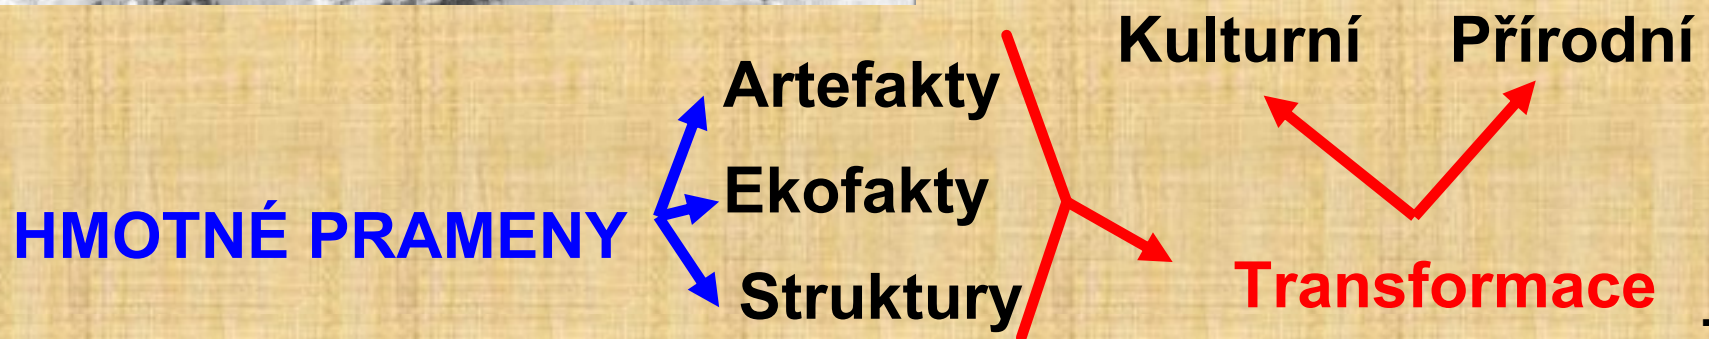 Kulturní Přírodní
Artefakty
Ekofakty
HMOTNÉ PRAMENY
Struktury
Transformace